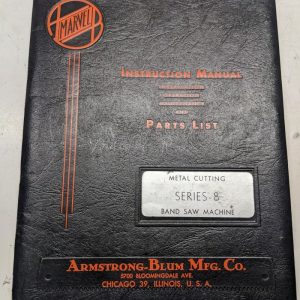 MARVEL
INSTRUCTION MANUAL
AND
PARTS LIST
METAL CUTTING
SERIES-8
BAND SAW MACHINE
ARMSTRONG-BLUM MFG. CO.
5700 BLOOMINGDALE AVE.
CHICAGO 39, ILLINOIS, U. S. A.